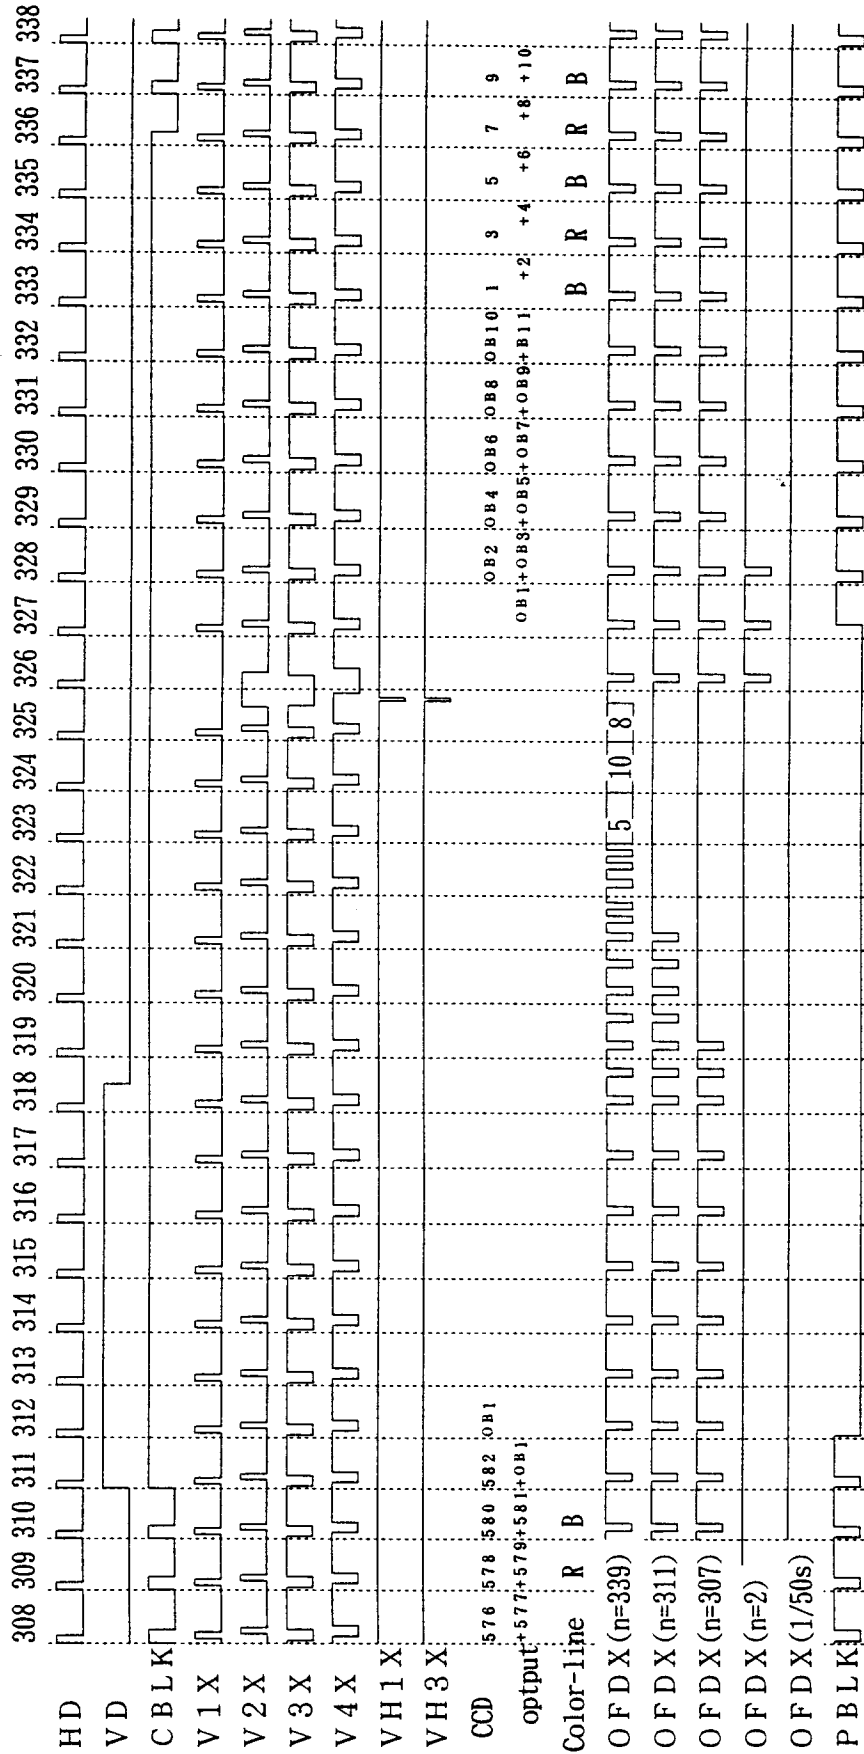 308 309 310 311 312 313 314 315 316 317 318 319 320 321 322 323 324 325 326 327 328 329 330 331 332 333 334 335 336 337 338
HD
VD
CBLK
V1X
V2X
V3X
V4X
VH1X
VH3X
CCD 576 578 580 582 OB1 OB2 OB4 OB6 OB8 OB10 1 3 5 7 9
optput +577+579+581+OB1 OB1+OB3+OB5+OB7+OB9+B11 +2 +4 +6 +8 +10
Color-line R B B R B R B
OFDX(n=339) 5 10 8
OFDX(n=311)
OFDX(n=307)
OFDX(n=2)
OFDX(1/50s)
PBLK